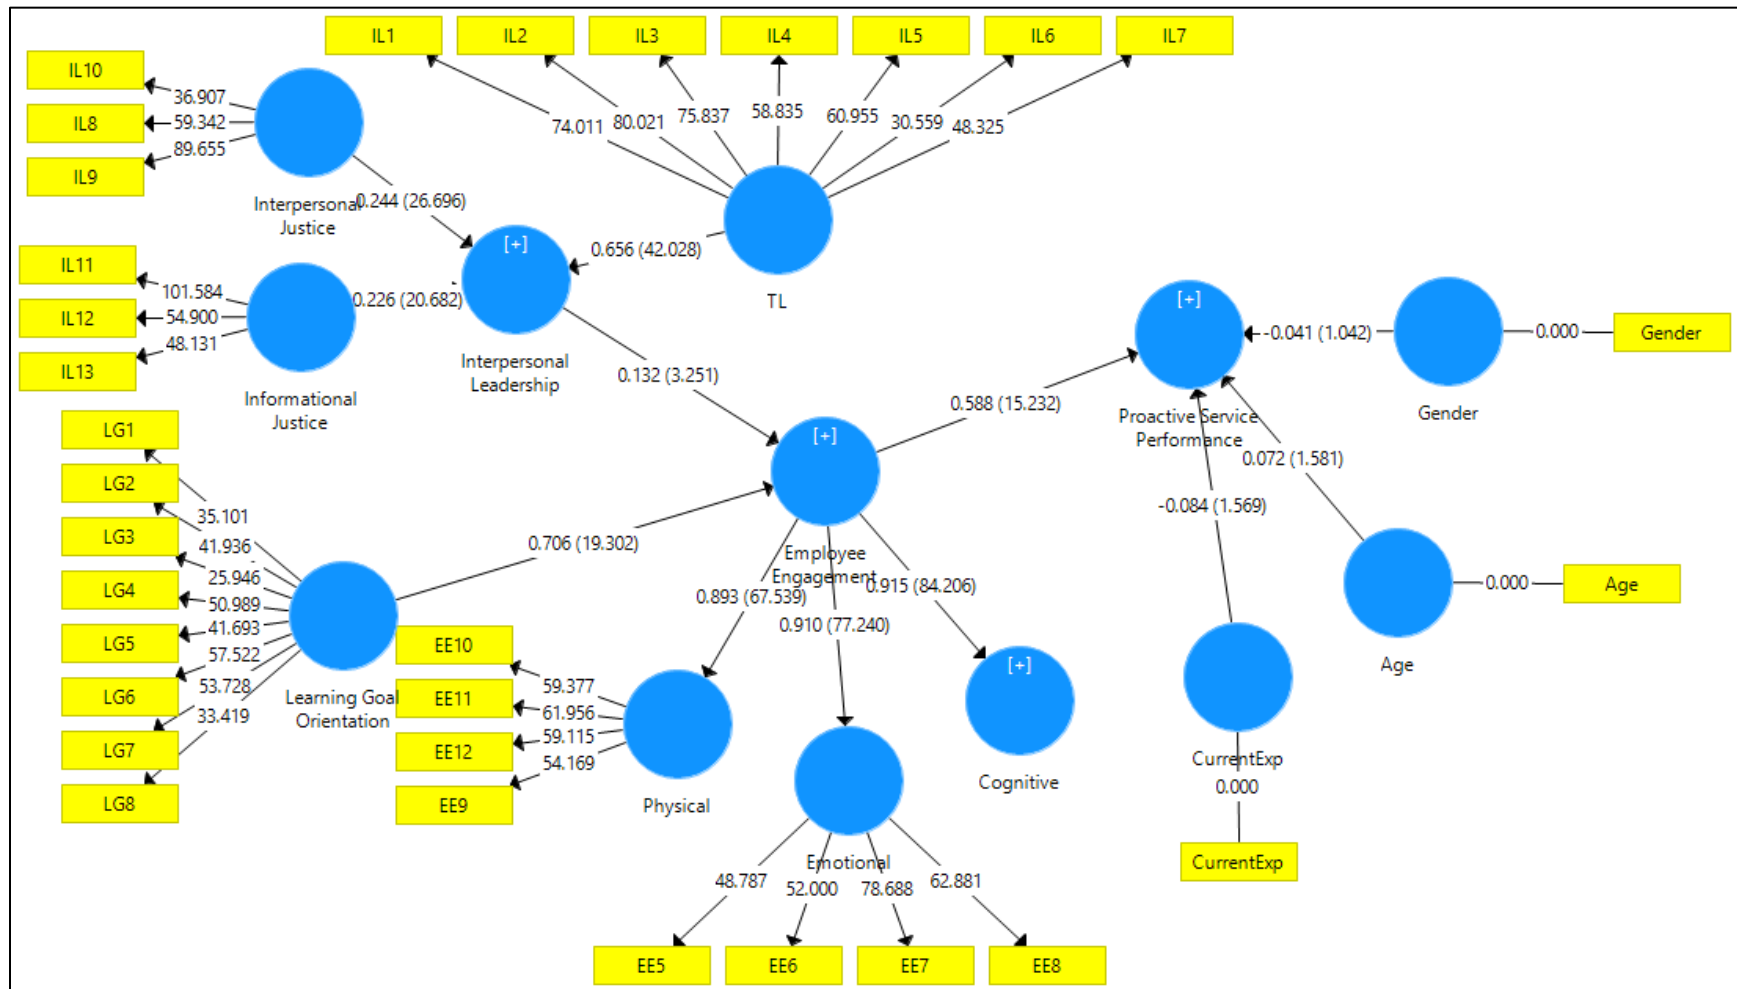 IL1
IL2
IL3
IL4
IL5
IL6
IL7
IL10
IL8
IL9
36.907
59.342
89.655
74.011
80.021
75.837
58.835
60.955
30.559
48.325
Interpersonal
Justice
0.244 (26.696)
[+]
0.656 (42.028)
TL
IL11
IL12
IL13
101.584
54.900
48.131
0.226 (20.682)
Informational
Justice
Interpersonal
Leadership
0.132 (3.251)
[+]
Proactive Service
Performance
-0.041 (1.042)
0.000
Gender
Gender
0.588 (15.232)
0.072 (1.581)
-0.084 (1.569)
LG1
LG2
LG3
LG4
LG5
LG6
LG7
LG8
35.101
41.936
25.946
50.989
41.693
57.522
53.728
33.419
Learning Goal
Orientation
0.706 (19.302)
[+]
Employee
Engagement
0.893 (67.539)
0.910 (77.240)
0.915 (84.206)
0.000
Age
Age
EE10
EE11
EE12
EE9
59.377
61.956
59.115
54.169
Physical
[+]
Cognitive
CurrentExp
0.000
CurrentExp
Emotional
48.787
52.000
78.688
62.881
EE5
EE6
EE7
EE8